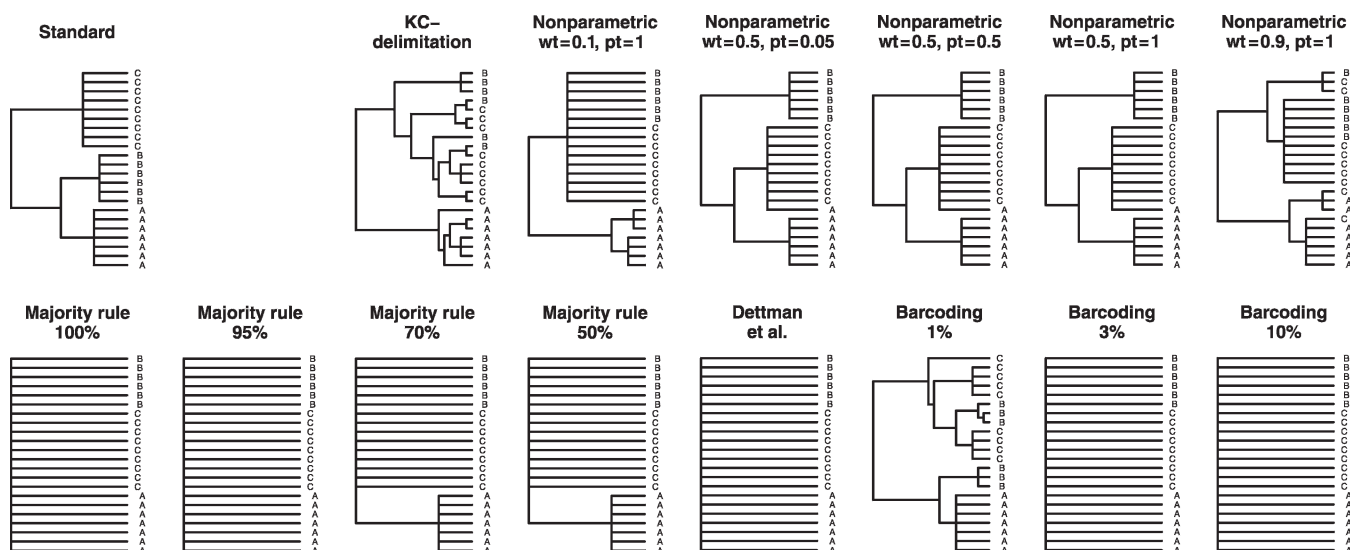 Standard
C
C
C
C
C
C
C
C
C
B
B
B
B
B
B
A
A
A
A
A
A
A
KC–
delimitation
B
B
B
B
C
C
C
B
B
C
C
C
C
C
C
A
A
A
A
A
A
A
Nonparametric
wt=0.1, pt=1
B
B
B
B
B
B
C
C
C
C
C
C
C
C
C
A
A
A
A
A
A
A
Nonparametric
wt=0.5, pt=0.05
B
B
B
B
B
B
C
C
C
C
C
C
C
C
C
A
A
A
A
A
A
A
Nonparametric
wt=0.5, pt=0.5
B
B
B
B
B
B
C
C
C
C
C
C
C
C
C
A
A
A
A
A
A
A
Nonparametric
wt=0.5, pt=1
B
B
B
B
B
B
C
C
C
C
C
C
C
C
C
A
A
A
A
A
A
A
Nonparametric
wt=0.9, pt=1
B
C
C
B
B
B
B
B
C
C
C
C
C
C
A
A
C
A
A
A
A
A
Majority rule
100%
B
B
B
B
B
B
C
C
C
C
C
C
C
C
C
A
A
A
A
A
A
A
Majority rule
95%
B
B
B
B
B
B
C
C
C
C
C
C
C
C
C
A
A
A
A
A
A
A
Majority rule
70%
B
B
B
B
B
B
C
C
C
C
C
C
C
C
C
A
A
A
A
A
A
A
Majority rule
50%
B
B
B
B
B
B
C
C
C
C
C
C
C
C
C
A
A
A
A
A
A
A
Dettman
et al.
B
B
B
B
B
B
C
C
C
C
C
C
C
C
C
A
A
A
A
A
A
A
Barcoding
1%
C
C
C
C
C
B
B
B
C
C
C
C
B
B
B
A
A
A
A
A
A
A
Barcoding
3%
B
B
B
B
B
B
C
C
C
C
C
C
C
C
C
A
A
A
A
A
A
A
Barcoding
10%
B
B
B
B
B
B
C
C
C
C
C
C
C
C
C
A
A
A
A
A
A
A